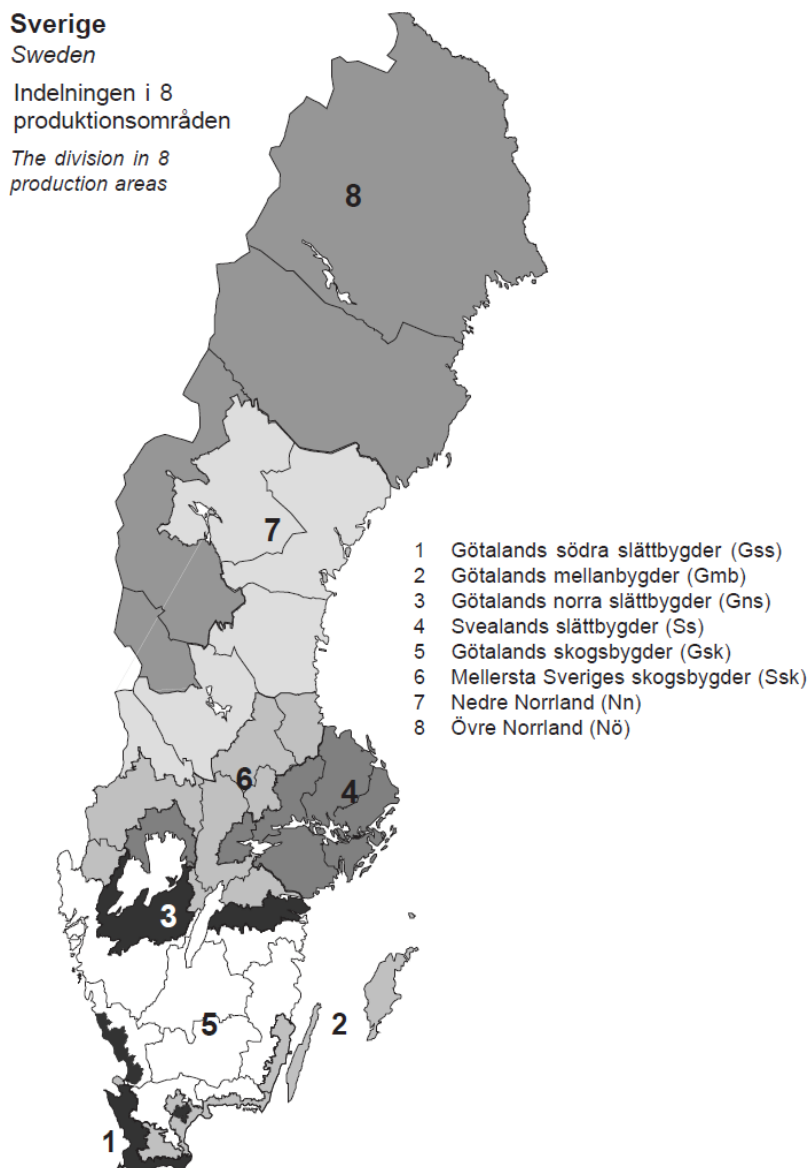 Sverige
Sweden
Indelningen i 8
produktionsområden
The division in 8
production areas
8
7
1 Götalands södra slättbygder (Gss)
2 Götalands mellanbygder (Gmb)
3 Götalands norra slättbygder (Gns)
4 Svealands slättbygder (Ss)
5 Götalands skogsbygder (Gsk)
6 Mellersta Sveriges skogsbygder (Ssk)
7 Nedre Norrland (Nn)
8 Övre Norrland (Nö)
6
4
3
5
2
1